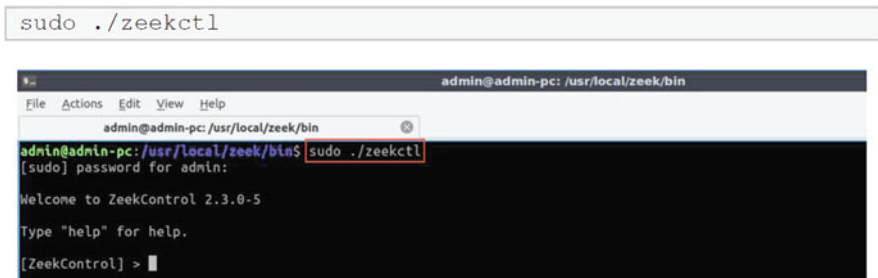 sudo ./zeekctl
admin@admin-pc: /usr/local/zeek/bin
File Actions Edit View Help
admin@admin-pc: /usr/local/zeek/bin
admin@admin-pc:/usr/local/zeek/bin$ sudo ./zeekctl
[sudo] password for admin:
Welcome to ZeekControl 2.3.0-5
Type "help" for help.
[ZeekControl] >